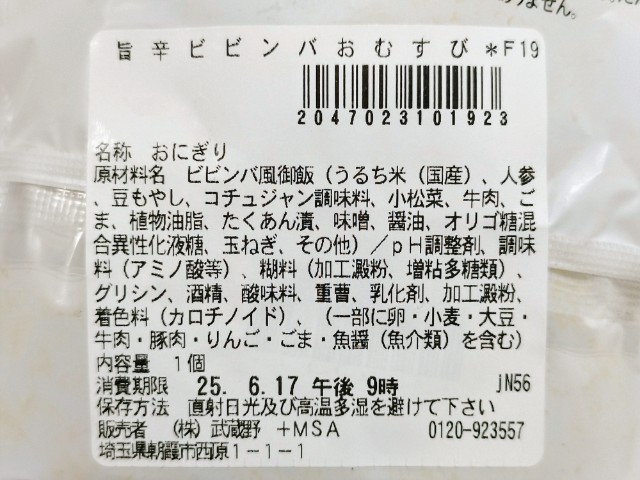 りません。
旨辛ビビンバおむすび＊F19
2047023101923
名称 おにぎり
原材料名 ビビンバ風御飯（うるち米（国産）、人参
、豆もやし、コチュジャン調味料、小松菜、牛肉、ご
ま、植物油脂、たくあん漬、味噌、醤油、オリゴ糖混
合異性化液糖、玉ねぎ、その他）／pH調整剤、調味
料（アミノ酸等）、糊料（加工澱粉、増粘多糖類）、
グリシン、酒精、酸味料、重曹、乳化剤、加工澱粉、
着色料（カロチノイド）、（一部に卵・小麦・大豆・
牛肉・豚肉・りんご・ごま・魚醤（魚介類）を含む）
内容量 1個
消費期限 25. 6.17 午後 9時 jN56
保存方法 直射日光及び高温多湿を避けて下さい
販売者 （株）武蔵野 +MSA 0120-923557
埼玉県朝霞市西原1-1-1